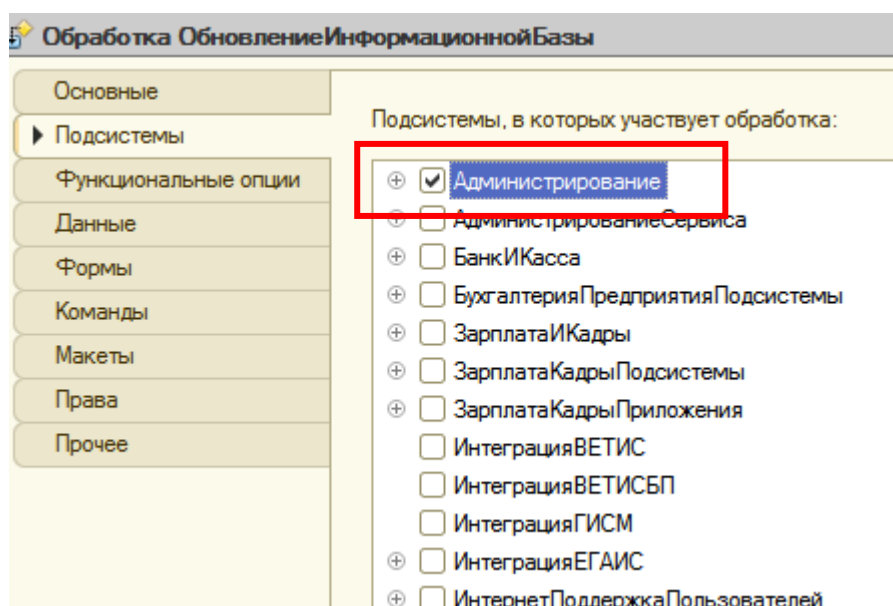 Обработка ОбновлениеИнформационнойБазы
Основные
Подсистемы
Функциональные опции
Данные
Формы
Команды
Макеты
Права
Прочее
Подсистемы, в которых участвует обработка:
Администрирование
АдминистрированиеСервиса
БанкИКасса
БухгалтерияПредприятияПодсистемы
ЗарплатаИКадры
ЗарплатаКадрыПодсистемы
ЗарплатаКадрыПриложения
ИнтеграцияВЕТИС
ИнтеграцияВЕТИСБП
ИнтеграцияГИСМ
ИнтеграцияЕГАИС
ИнтернетПоддержкаПользователей